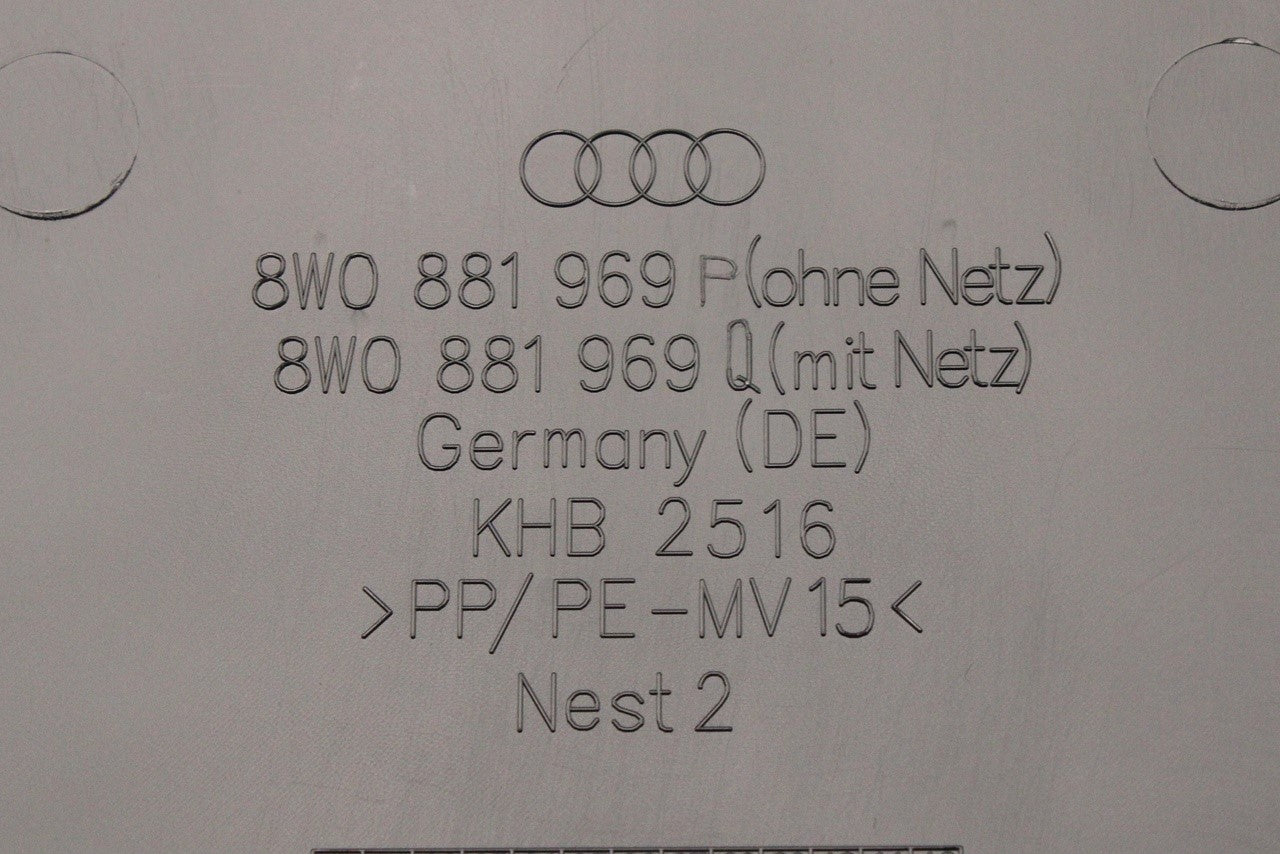 8W0 881 969 P(ohne Netz)
8W0 881 969 Q(mit Netz)
Germany (DE)
KHB 2516
>PP/PE-MV15<
Nest 2